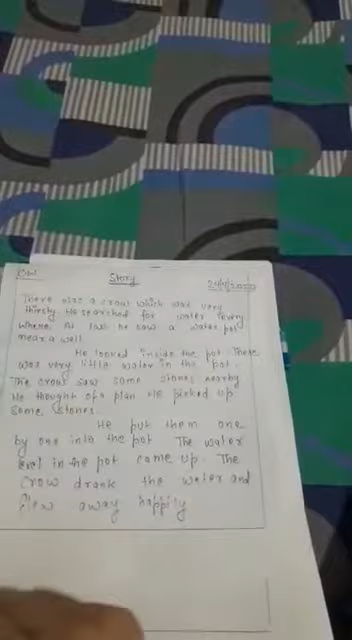 C.W Story 24/4/2020
There was a crow which was very
thirsty. He searched for water every
where. At last he saw a water pot
near a well.
He looked inside the pot. There
was very little water in the pot.
The crow saw some stones nearby
He thought of a plan He picked up
some stones.
He put them one
by one into the pot The water
level in the pot came up. The
crow drank the water and
flew away happily